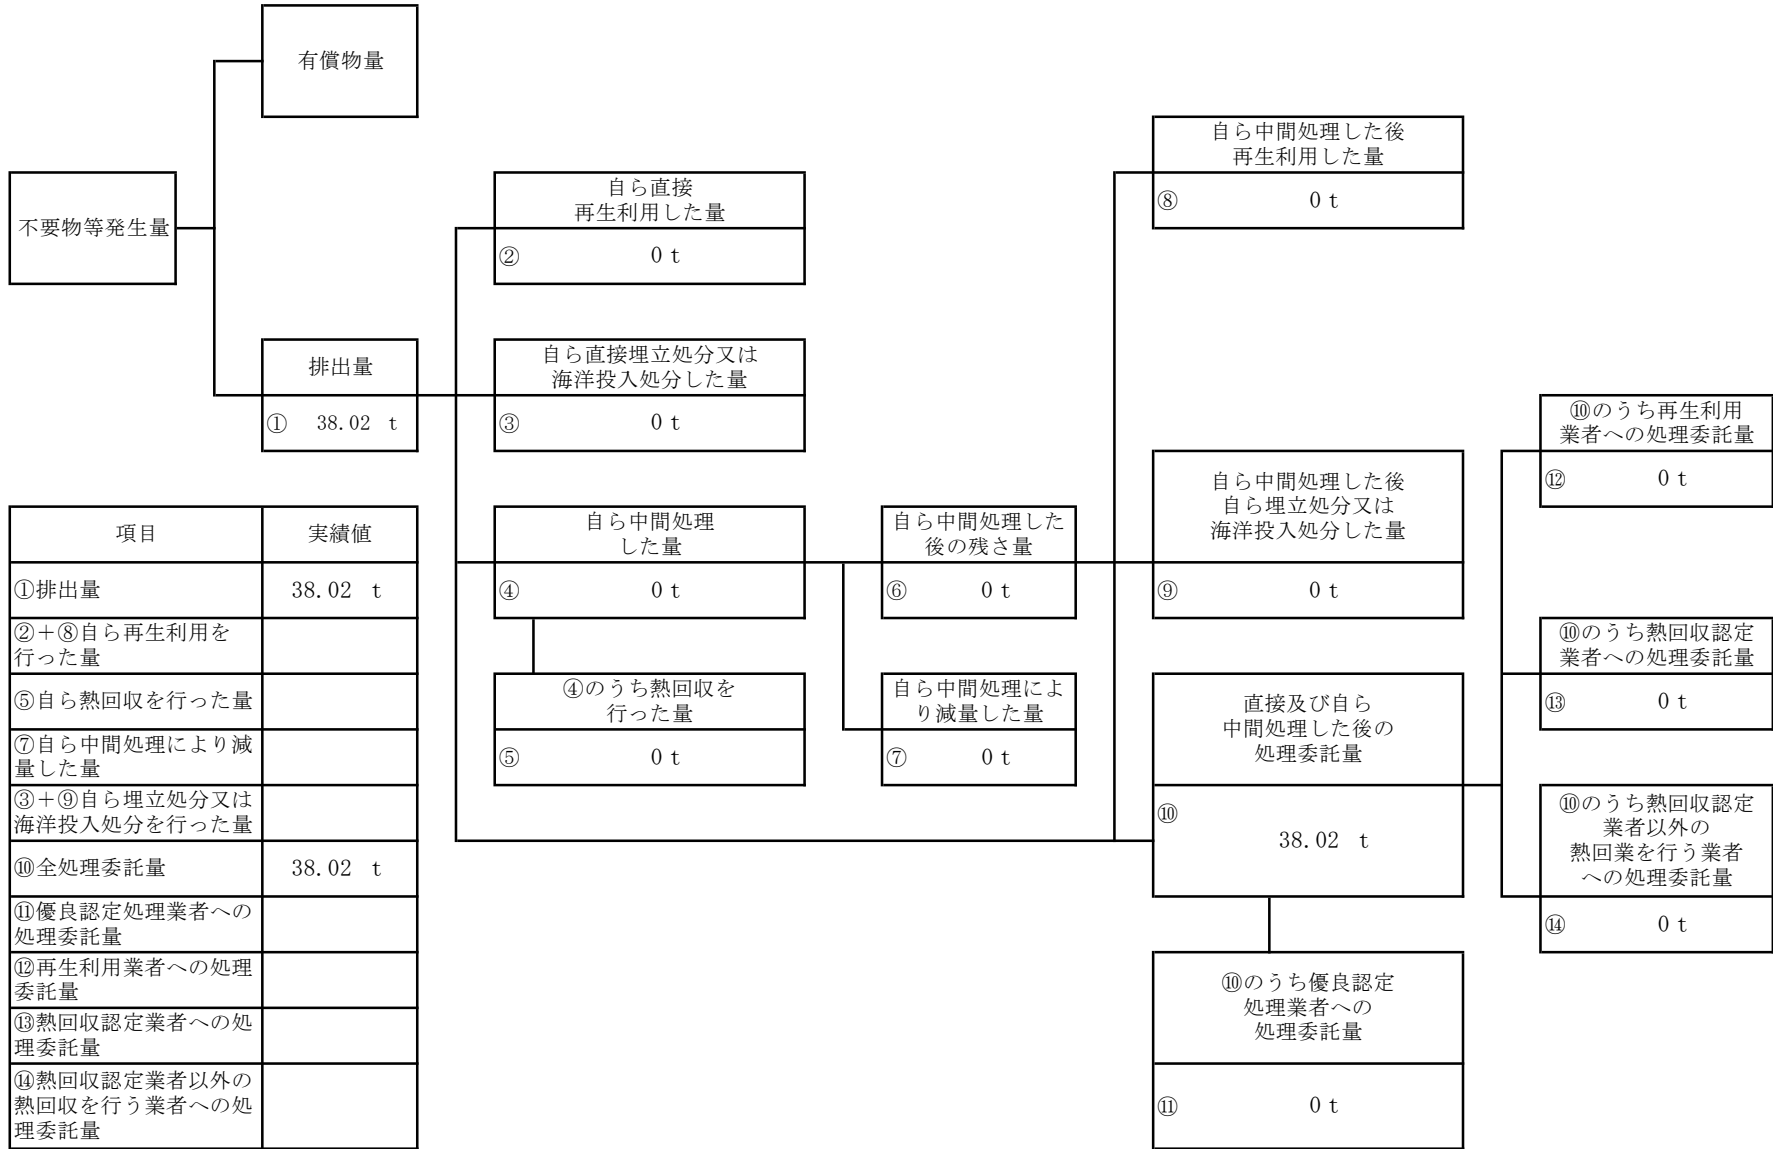 有償物量
不要物等発生量
排出量
① 38.02 t
自ら直接
再生利用した量
② 0 t
自ら直接埋立処分又は
海洋投入処分した量
③ 0 t
自ら中間処理
した量
④ 0 t
④のうち熱回収を
行った量
⑤ 0 t
自ら中間処理した
後の残さ量
⑥ 0 t
自ら中間処理によ
り減量した量
⑦ 0 t
自ら中間処理した後
再生利用した量
⑧ 0 t
自ら中間処理した後
自ら埋立処分又は
海洋投入処分した量
⑨ 0 t
直接及び自ら
中間処理した後の
処理委託量
⑩
38.02 t
⑩のうち優良認定
処理業者への
処理委託量
⑪ 0 t
⑩のうち再生利用
業者への処理委託量
⑫ 0 t
⑩のうち熱回収認定
業者への処理委託量
⑬ 0 t
⑩のうち熱回収認定
業者以外の
熱回業を行う業者
への処理委託量
⑭ 0 t
項目 実績値
①排出量 38.02 t
②+⑧自ら再生利用を
行った量
⑤自ら熱回収を行った量
⑦自ら中間処理により減
量した量
③+⑨自ら埋立処分又は
海洋投入処分を行った量
⑩全処理委託量 38.02 t
⑪優良認定処理業者への
処理委託量
⑫再生利用業者への処理
委託量
⑬熱回収認定業者への処
理委託量
⑭熱回収認定業者以外の
熱回収を行う業者への処
理委託量